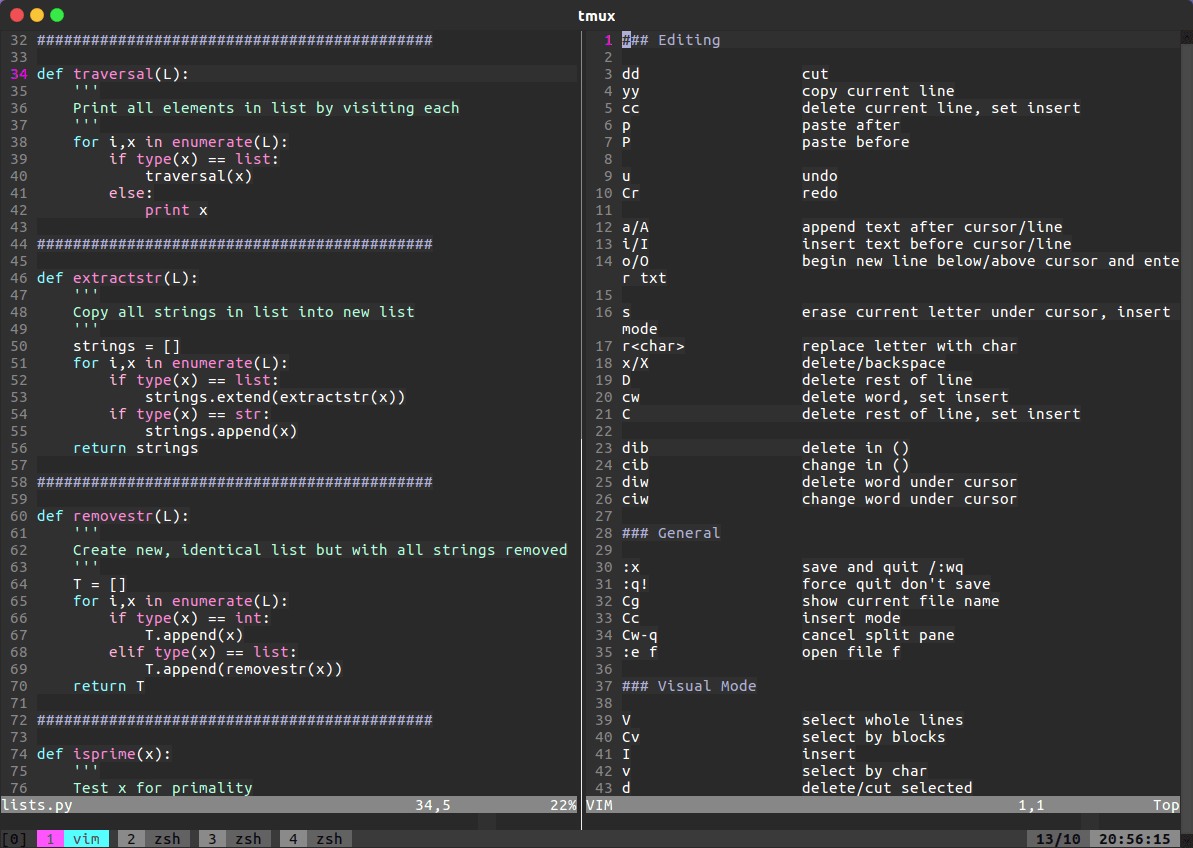 tmux
32 ############################################
33
34 def traversal(L):
35     '''
36     Print all elements in list by visiting each
37     '''
38     for i,x in enumerate(L):
39         if type(x) == list:
40             traversal(x)
41         else:
42             print x
43
44 ############################################
45
46 def extractstr(L):
47     '''
48     Copy all strings in list into new list
49     '''
50     strings = []
51     for i,x in enumerate(L):
52         if type(x) == list:
53             strings.extend(extractstr(x))
54         if type(x) == str:
55             strings.append(x)
56     return strings
57
58 ############################################
59
60 def removestr(L):
61     '''
62     Create new, identical list but with all strings removed
63     '''
64     T = []
65     for i,x in enumerate(L):
66         if type(x) == int:
67             T.append(x)
68         elif type(x) == list:
69             T.append(removestr(x))
70     return T
71
72 ############################################
73
74 def isprime(x):
75     '''
76     Test x for primality
lists.py 34,5 22%
1 ### Editing
2
3 dd cut
4 yy copy current line
5 cc delete current line, set insert
6 p paste after
7 P paste before
8
9 u undo
10 Cr redo
11
12 a/A append text after cursor/line
13 i/I insert text before cursor/line
14 o/O begin new line below/above cursor and ente
r txt
15
16 s erase current letter under cursor, insert
mode
17 r<char> replace letter with char
18 x/X delete/backspace
19 D delete rest of line
20 cw delete word, set insert
21 C delete rest of line, set insert
22
23 dib delete in ()
24 cib change in ()
25 diw delete word under cursor
26 ciw change word under cursor
27
28 ### General
29
30 :x save and quit /:wq
31 :q! force quit don't save
32 Cg show current file name
33 Cc insert mode
34 Cw-q cancel split pane
35 :e f open file f
36
37 ### Visual Mode
38
39 V select whole lines
40 Cv select by blocks
41 I insert
42 v select by char
43 d delete/cut selected
VIM 1,1 Top
[0] 1 vim 2 zsh 3 zsh 4 zsh 13/10 20:56:15